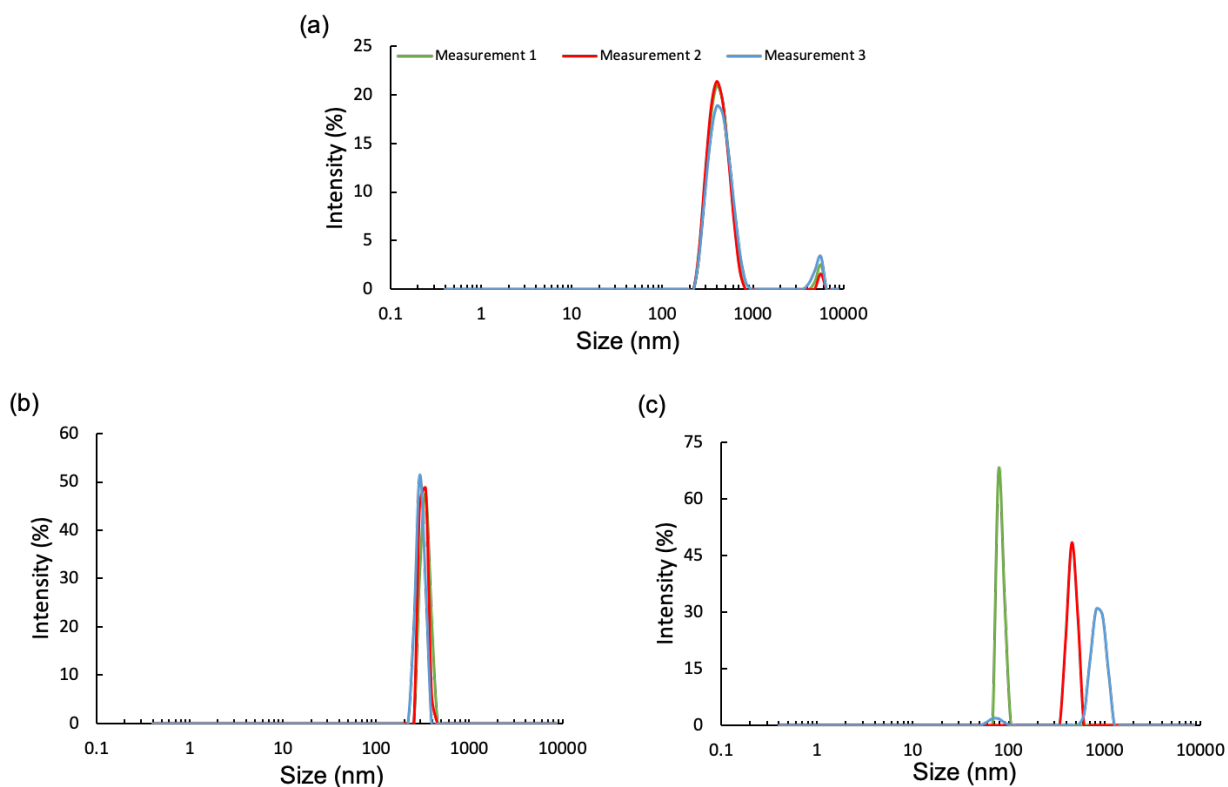 (a)
Measurement 1 Measurement 2 Measurement 3
25
20
15
10
5
0
Intensity (%)
0.1 1 10 100 1000 10000
Size (nm)
(b)
60
50
40
30
20
10
0
Intensity (%)
0.1 1 10 100 1000 10000
Size (nm)
(c)
75
60
45
30
15
0
Intensity (%)
0.1 1 10 100 1000 10000
Size (nm)